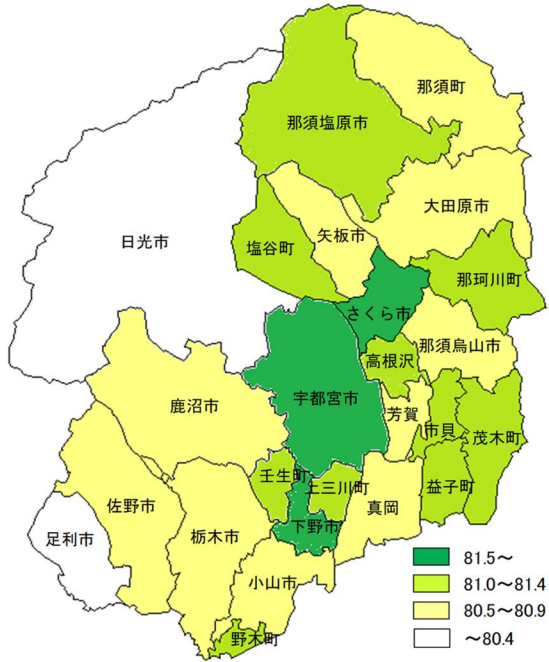 那須町
那須塩原市
大田原市
日光市
矢板市
塩谷町
那珂川町
さくら市
那須烏山市
高根沢
宇都宮市
鹿沼市
芳賀
市貝
茂木町
壬生町
上三川町
益子町
佐野市
真岡
下野市
足利市
栃木市
小山市
野木町
81.5～
81.0～81.4
80.5～80.9
～80.4